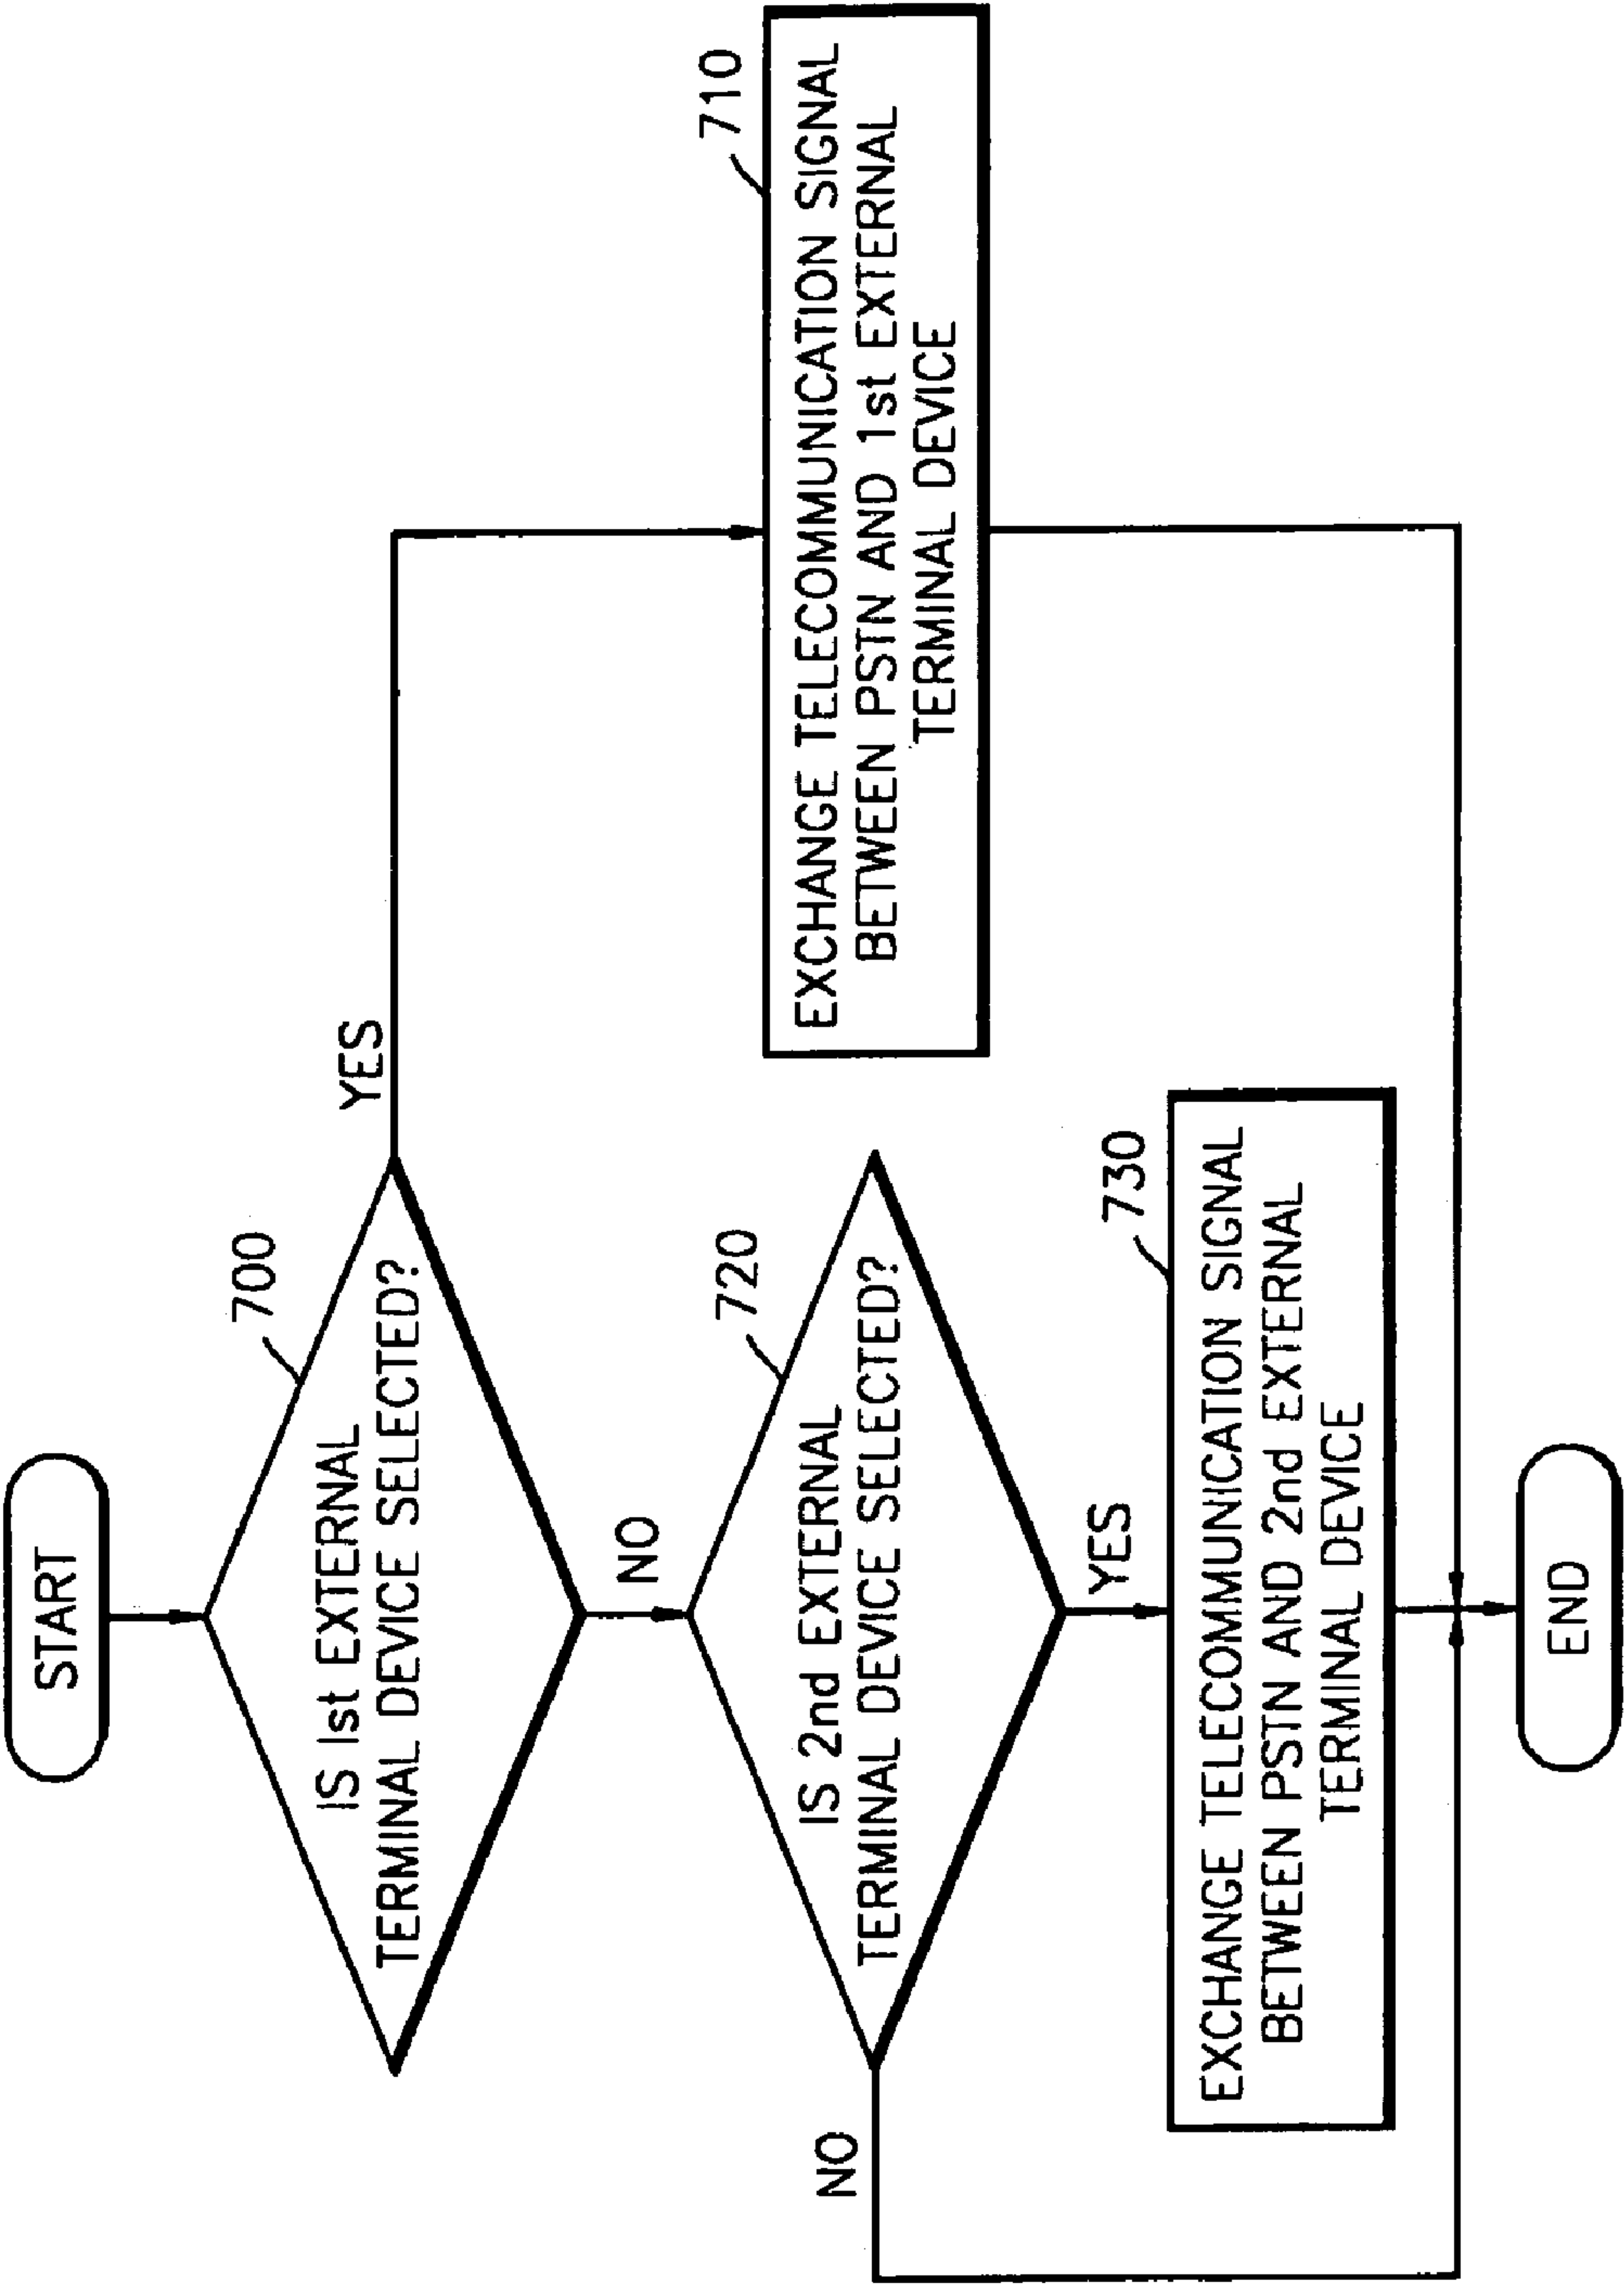 START
700
IS Ist EXTERNAL
TERMINAL DEVICE SELECTED?
YES
NO
710
EXCHANGE TELECOMMUNICATION SIGNAL
BETWEEN PSTN AND 1st EXTERNAL
TERMINAL DEVICE
720
IS 2nd EXTERNAL
TERMINAL DEVICE SELECTED?
NO
YES
730
EXCHANGE TELECOMMUNICATION SIGNAL
BETWEEN PSTN AND 2nd EXTERNAL
TERMINAL DEVICE
END